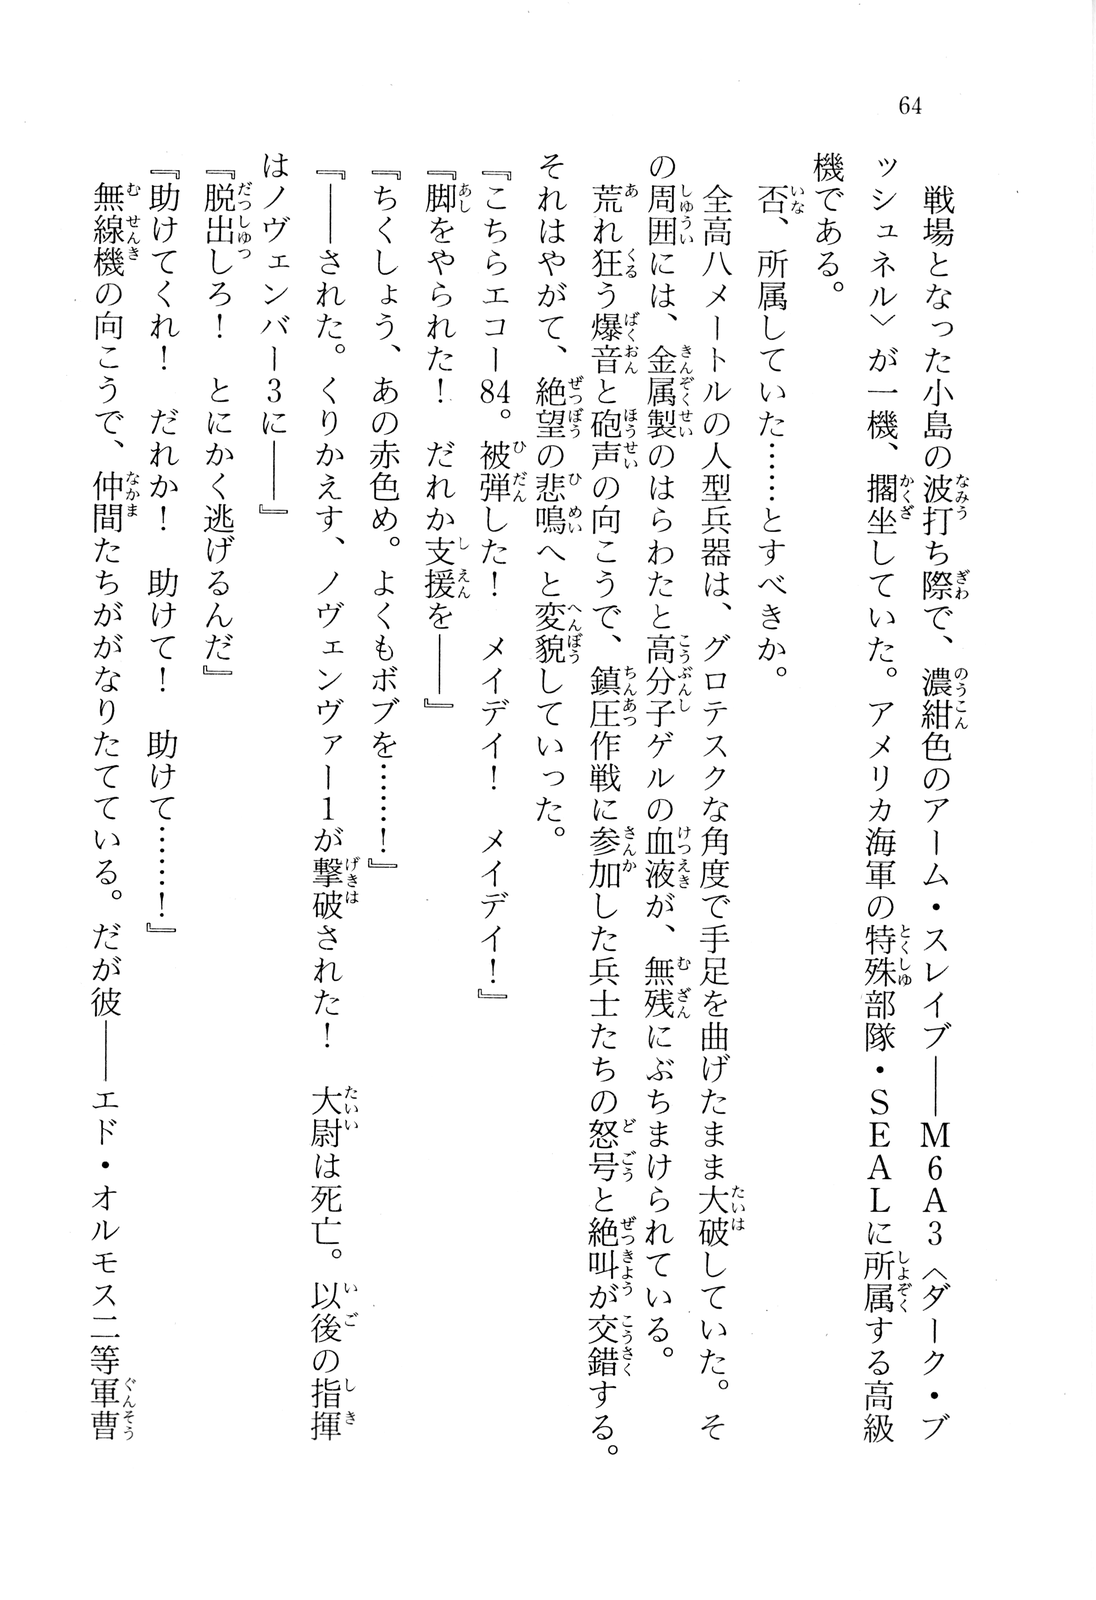 64
戦場となった小島の波打ち際で、濃紺色のアーム・スレイブ――M6A3〈ダーク・ブ
ッシュネル〉が一機、擱坐していた。アメリカ海軍の特殊部隊・SEALに所属する高級
機である。
否、所属していた……とすべきか。
全高八メートルの人型兵器は、グロテスクな角度で手足を曲げたまま大破していた。そ
の周囲には、金属製のはらわたと高分子ゲルの血液が、無残にぶちまけられている。
荒れ狂う爆音と砲声の向こうで、鎮圧作戦に参加した兵士たちの怒号と絶叫が交錯する。
それはやがて、絶望の悲鳴へと変貌していった。
『こちらエコー84。被弾した！　メイデイ！　メイデイ！』
『脚をやられた！　だれか支援を――』
『ちくしょう、あの赤色め。よくもボブを……！』
『――された。くりかえす、ノヴェンヴァー1が撃破された！　大尉は死亡。以後の指揮
はノヴェンバー3に――』
『脱出しろ！　とにかく逃げるんだ』
『助けてくれ！　だれか！　助けて！　助けて……！』
無線機の向こうで、仲間たちががなりたてている。だが彼――エド・オルモス二等軍曹